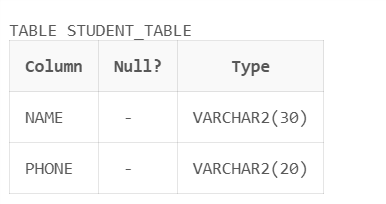 TABLE STUDENT_TABLE
Column Null? Type
NAME - VARCHAR2(30)
PHONE - VARCHAR2(20)